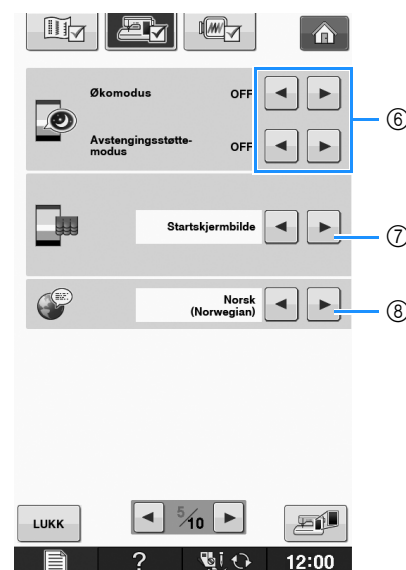 Økomodus OFF
⑥
Avstengingsstøtte-
modus OFF
Startskjermbilde
⑦
Norsk
(Norwegian)
⑧
LUKK
5/10
? i 12:00